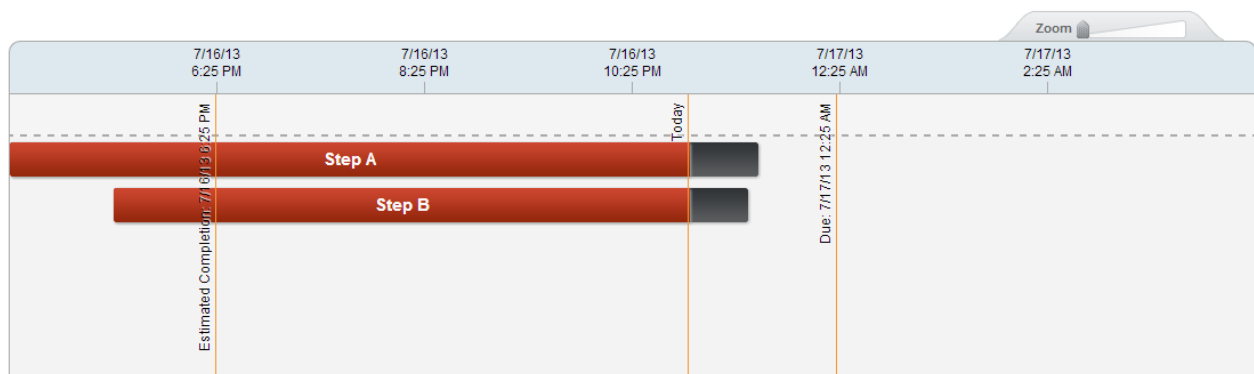 Zoom
7/16/13
6:25 PM
7/16/13
8:25 PM
7/16/13
10:25 PM
7/17/13
12:25 AM
7/17/13
2:25 AM
Estimated Completion: 7/16/13 6:25 PM
Today
Due: 7/17/13 12:25 AM
Step A
Step B